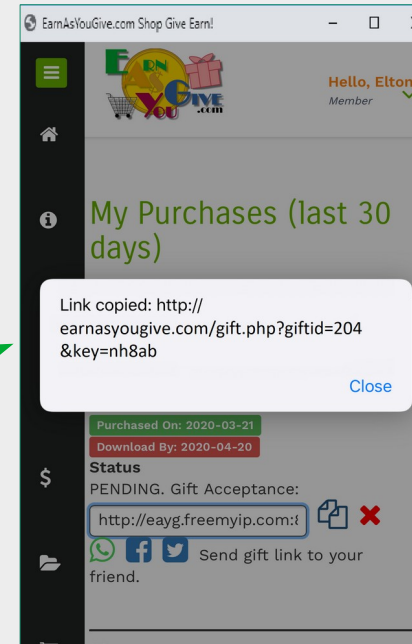 EarnAsYouGive.com Shop Give Earn!
EARN
AS
YOU GIVE
.com
Hello, Elton
Member
My Purchases (last 30
days)
Link copied: http://
earnasyougive.com/gift.php?giftid=204
&key=nh8ab
Close
Purchased On: 2020-03-21
Download By: 2020-04-20
Status
PENDING. Gift Acceptance:
http://eayg.freemyip.com:8
Send gift link to your
friend.